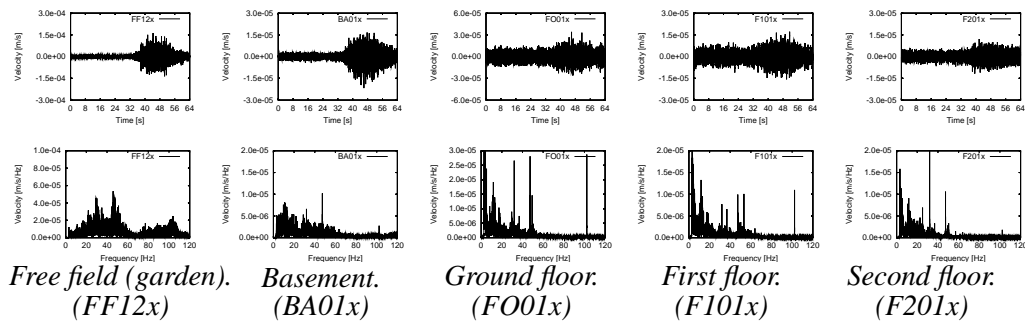 3.0e-04 FF12x
1.5e-04
0.0e+00
-1.5e-04
-3.0e-04
Velocity [m/s]
0 8 16 24 32 40 48 56 64
Time [s]
3.0e-05 BA01x
1.5e-05
0.0e+00
-1.5e-05
-3.0e-05
Velocity [m/s]
0 8 16 24 32 40 48 56 64
Time [s]
6.0e-05 FO01x
3.0e-05
0.0e+00
-3.0e-05
-6.0e-05
Velocity [m/s]
0 8 16 24 32 40 48 56 64
Time [s]
3.0e-05 F101x
1.5e-05
0.0e+00
-1.5e-05
-3.0e-05
Velocity [m/s]
0 8 16 24 32 40 48 56 64
Time [s]
3.0e-05 F201x
1.5e-05
0.0e+00
-1.5e-05
-3.0e-05
Velocity [m/s]
0 8 16 24 32 40 48 56 64
Time [s]
1.0e-04 FF12x
8.0e-05
6.0e-05
4.0e-05
2.0e-05
0.0e+00
Velocity [m/s/Hz]
0 20 40 60 80 100 120
Frequency [Hz]
2.0e-05 BA01x
1.5e-05
1.0e-05
5.0e-06
0.0e+00
Velocity [m/s/Hz]
0 20 40 60 80 100 120
Frequency [Hz]
3.0e-05 FO01x
2.5e-05
2.0e-05
1.5e-05
1.0e-05
5.0e-06
0.0e+00
Velocity [m/s/Hz]
0 20 40 60 80 100 120
Frequency [Hz]
2.0e-05 F101x
1.5e-05
1.0e-05
5.0e-06
0.0e+00
Velocity [m/s/Hz]
0 20 40 60 80 100 120
Frequency [Hz]
2.0e-05 F201x
1.5e-05
1.0e-05
5.0e-06
0.0e+00
Velocity [m/s/Hz]
0 20 40 60 80 100 120
Frequency [Hz]
Free field (garden).
(FF12x)
Basement.
(BA01x)
Ground floor.
(FO01x)
First floor.
(F101x)
Second floor.
(F201x)